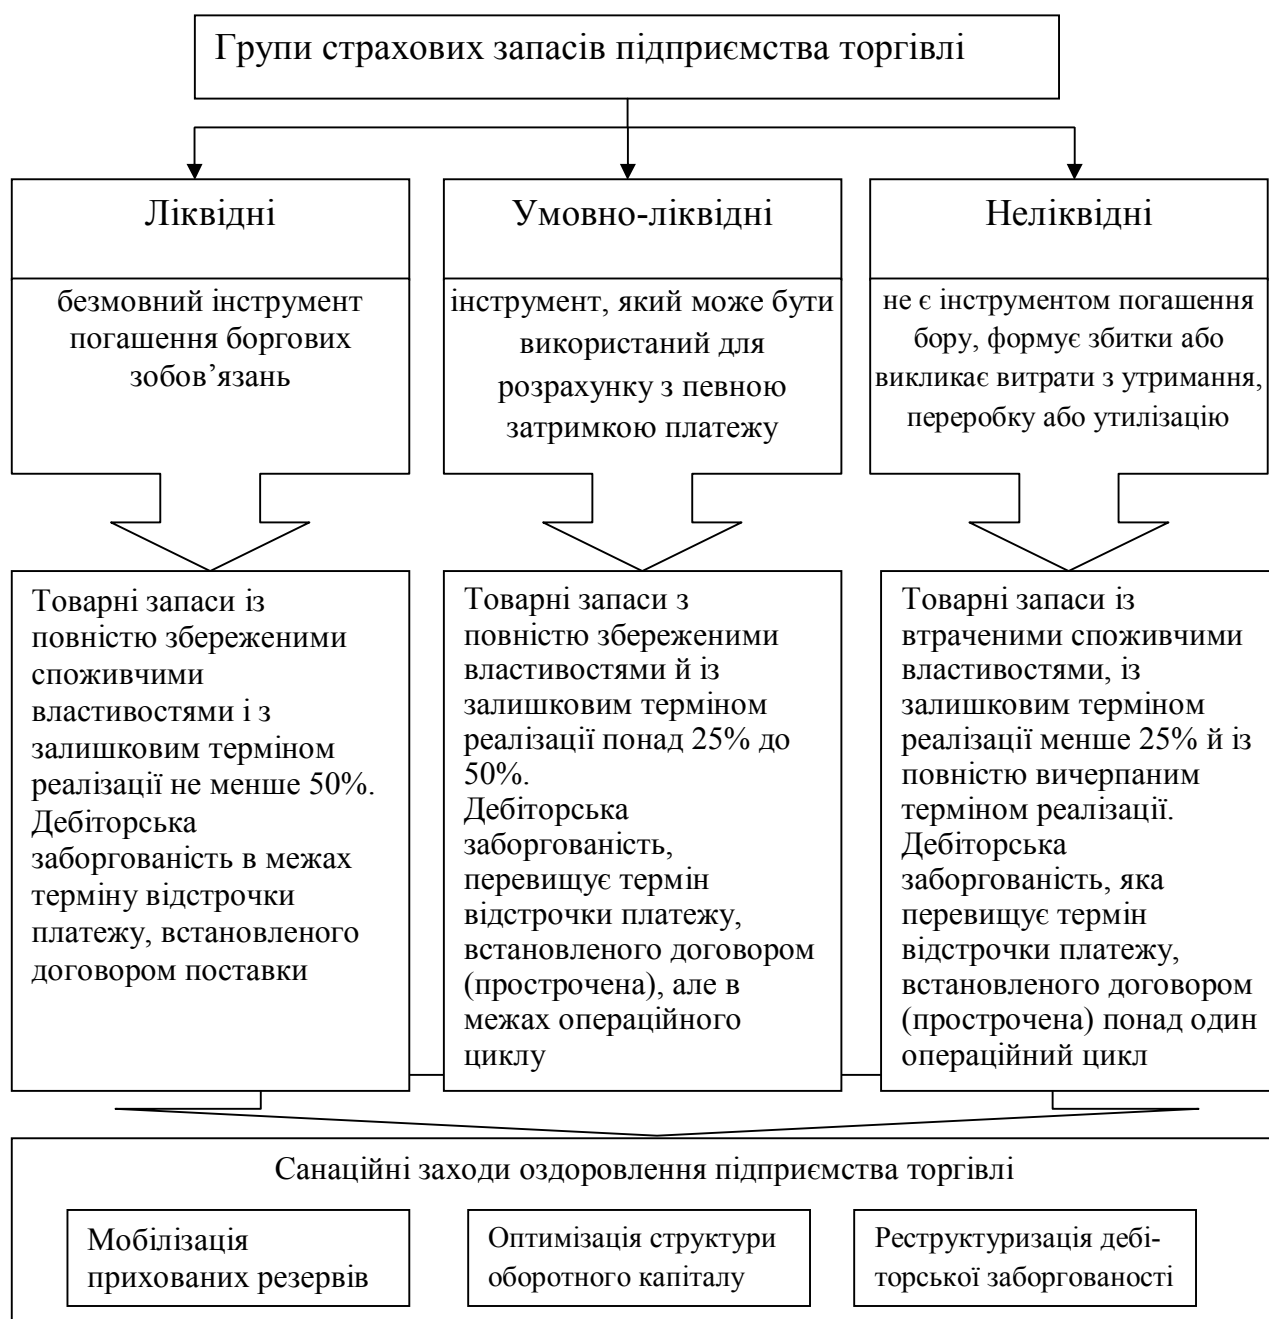 Групи страхових запасів підприємства торгівлі
Ліквідні
безмовний інструмент
погашення боргових
зобов’язань
Умовно-ліквідні
інструмент, який може бути
використаний для
розрахунку з певною
затримкою платежу
Неліквідні
не є інструментом погашення
бору, формує збитки або
викликає витрати з утримання,
переробку або утилізацію
Товарні запаси із
повністю збереженими
споживчими
властивостями і з
залишковим терміном
реалізації не менше 50%.
Дебіторська
заборгованість в межах
терміну відстрочки
платежу, встановленого
договором поставки
Товарні запаси з
повністю збереженими
властивостями й із
залишковим терміном
реалізації понад 25% до
50%.
Дебіторська
заборгованість,
перевищує термін
відстрочки платежу,
встановленого договором
(прострочена), але в
межах операційного
циклу
Товарні запаси із
втраченими споживчими
властивостями, із
залишковим терміном
реалізації менше 25% й із
повністю вичерпаним
терміном реалізації.
Дебіторська
заборгованість, яка
перевищує термін
відстрочки платежу,
встановленого договором
(прострочена) понад один
операційний цикл
Санаційні заходи оздоровлення підприємства торгівлі
Мобілізація
прихованих резервів
Оптимізація структури
оборотного капіталу
Реструктуризація дебі-
торської заборгованості